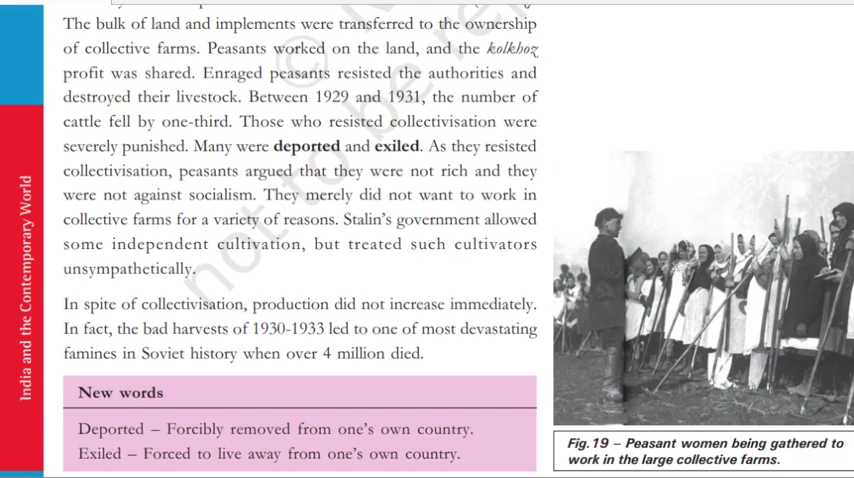 The bulk of land and implements were transferred to the ownership
of collective farms. Peasants worked on the land, and the kolkhoz
profit was shared. Enraged peasants resisted the authorities and
destroyed their livestock. Between 1929 and 1931, the number of
cattle fell by one-third. Those who resisted collectivisation were
severely punished. Many were deported and exiled. As they resisted
collectivisation, peasants argued that they were not rich and they
were not against socialism. They merely did not want to work in
collective farms for a variety of reasons. Stalin's government allowed
some independent cultivation, but treated such cultivators
unsympathetically.
In spite of collectivisation, production did not increase immediately.
In fact, the bad harvests of 1930-1933 led to one of most devastating
famines in Soviet history when over 4 million died.
New words
Deported – Forcibly removed from one's own country.
Exiled – Forced to live away from one's own country.
Fig.19 – Peasant women being gathered to
work in the large collective farms.
India and the Contemporary World
©
not to be re